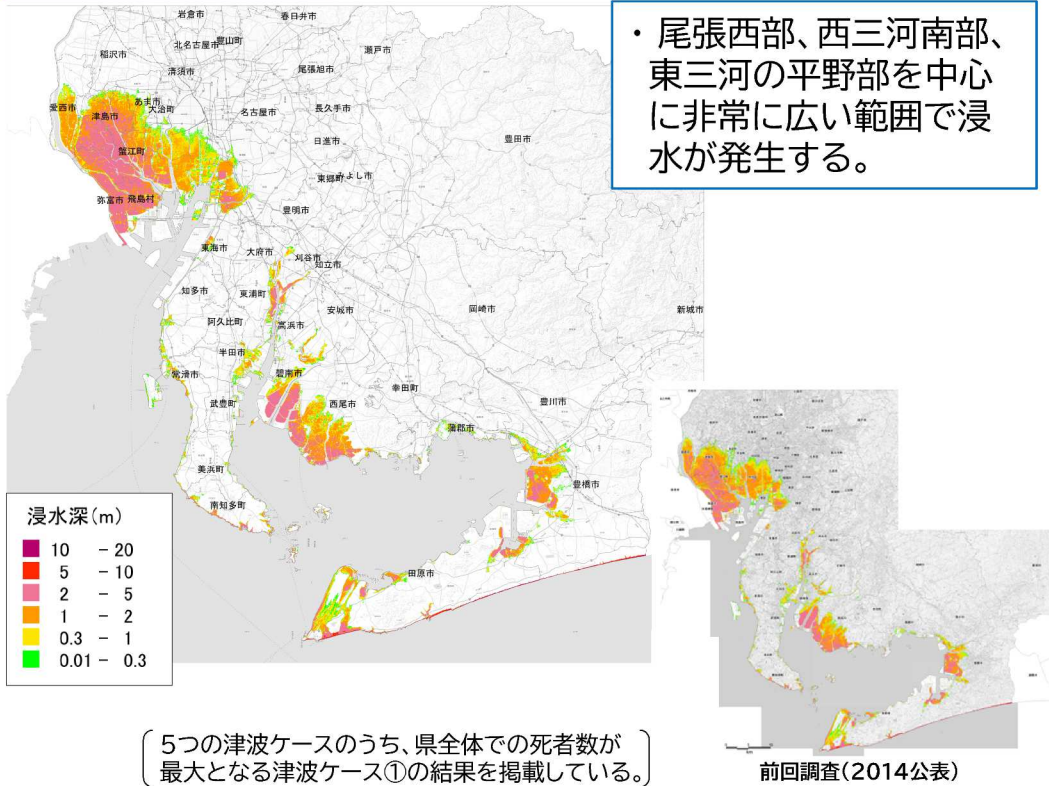 ・尾張西部、西三河南部、
東三河の平野部を中心
に非常に広い範囲で浸
水が発生する。
岩倉市
春日井市
北名古屋市
豊山町
稲沢市
瀬戸市
清須市
尾張旭市
愛西市
あま市
大治町
津島市
名古屋市
長久手市
豊田市
蟹江町
日進市
東郷町
みよし市
弥富市
飛島村
豊明市
東海市
大府市
刈谷市
知立市
知多市
東浦町
岡崎市
新城市
安城市
阿久比町
高浜市
半田市
常滑市
碧南市
幸田町
武豊町
西尾市
豊川市
蒲郡市
美浜町
豊橋市
南知多町
田原市
浸水深(m)
10 - 20
5 - 10
2 - 5
1 - 2
0.3 - 1
0.01 - 0.3
5つの津波ケースのうち、県全体での死者数が
最大となる津波ケース①の結果を掲載している。
前回調査(2014公表)